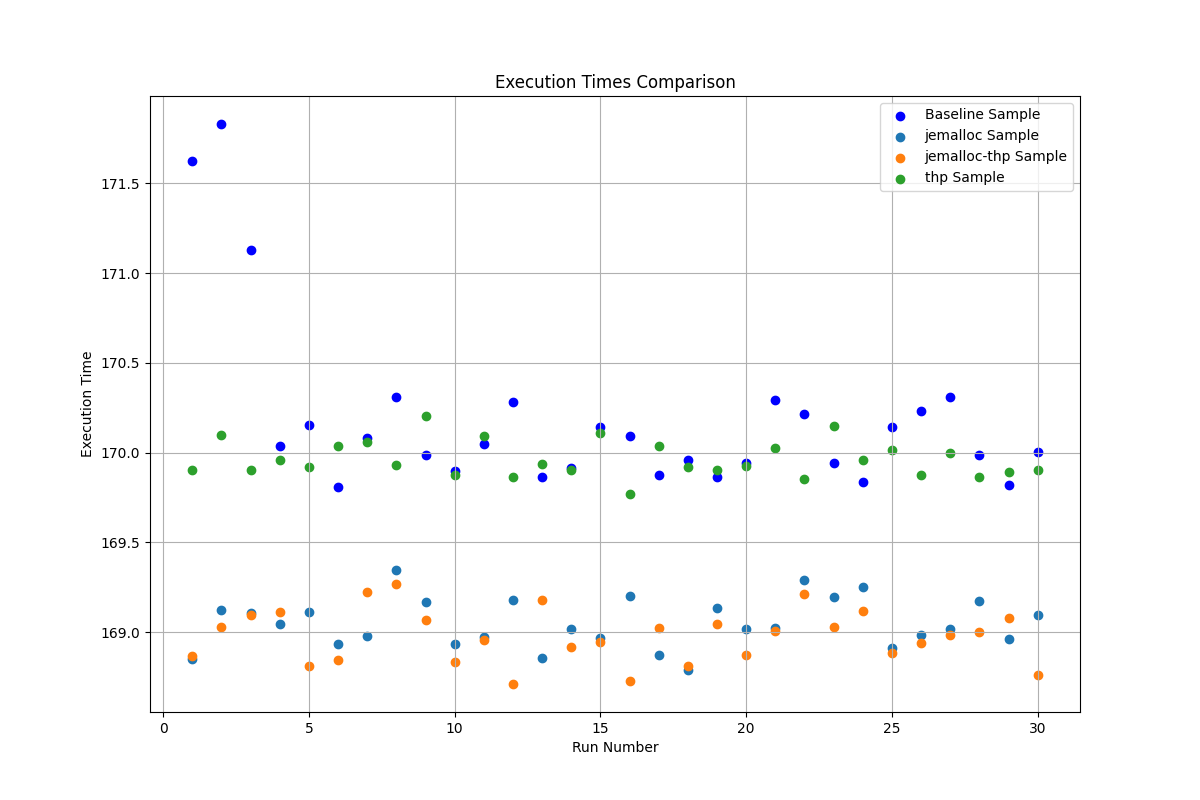 Execution Times Comparison
Baseline Sample
jemalloc Sample
jemalloc-thp Sample
thp Sample
Execution Time
171.5
171.0
170.5
170.0
169.5
169.0
0 5 10 15 20 25 30
Run Number